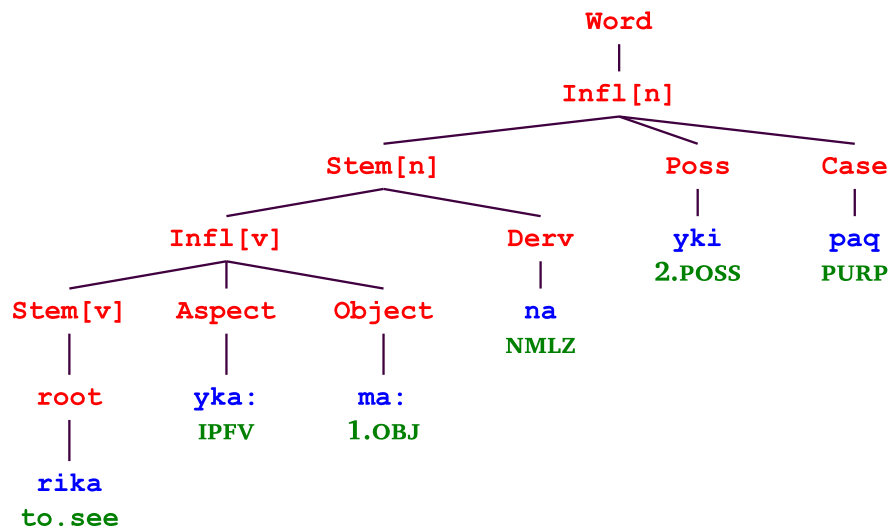 Word
Infl[n]
Stem[n] Poss Case
Infl[v] Derv yki paq
2.POSS PURP
Stem[v] Aspect Object na
NMLZ
root yka: ma:
IPFV 1.OBJ
rika
to.see